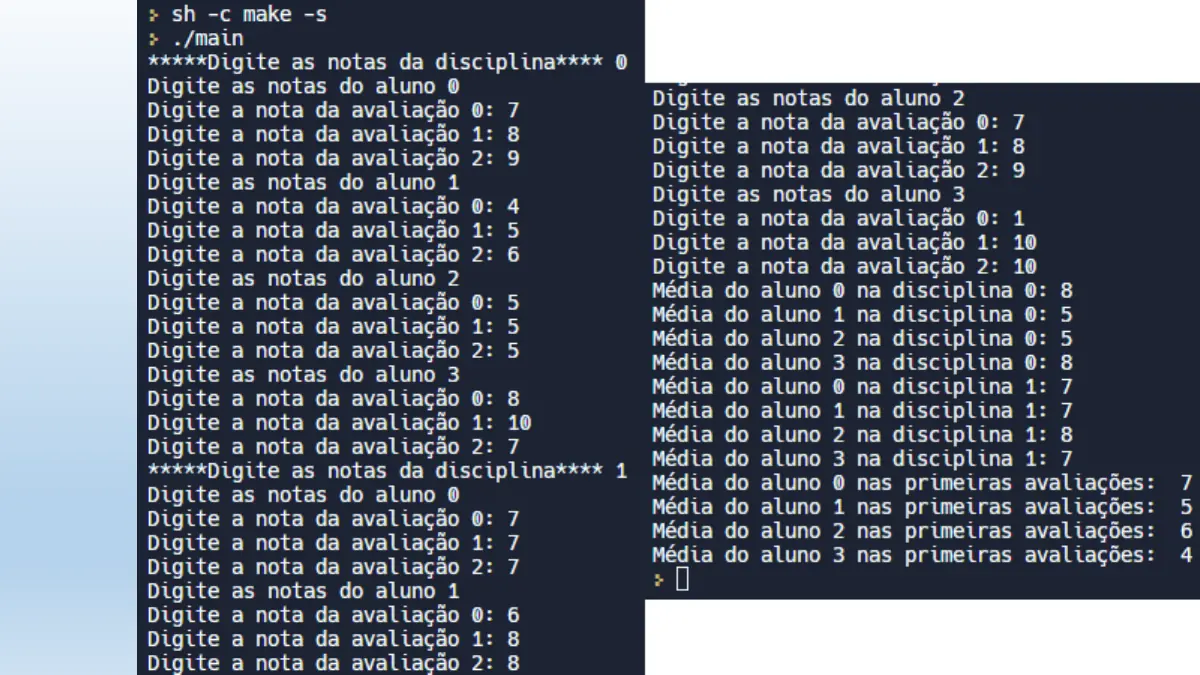 sh -c make -s
./main
*****Digite as notas da disciplina**** 0
Digite as notas do aluno 0
Digite a nota da avaliação 0: 7
Digite a nota da avaliação 1: 8
Digite a nota da avaliação 2: 9
Digite as notas do aluno 1
Digite a nota da avaliação 0: 4
Digite a nota da avaliação 1: 5
Digite a nota da avaliação 2: 6
Digite as notas do aluno 2
Digite a nota da avaliação 0: 5
Digite a nota da avaliação 1: 5
Digite a nota da avaliação 2: 5
Digite as notas do aluno 3
Digite a nota da avaliação 0: 8
Digite a nota da avaliação 1: 10
Digite a nota da avaliação 2: 7
*****Digite as notas da disciplina**** 1
Digite as notas do aluno 0
Digite a nota da avaliação 0: 7
Digite a nota da avaliação 1: 7
Digite a nota da avaliação 2: 7
Digite as notas do aluno 1
Digite a nota da avaliação 0: 6
Digite a nota da avaliação 1: 8
Digite a nota da avaliação 2: 8
Digite as notas do aluno 2
Digite a nota da avaliação 0: 7
Digite a nota da avaliação 1: 8
Digite a nota da avaliação 2: 9
Digite as notas do aluno 3
Digite a nota da avaliação 0: 1
Digite a nota da avaliação 1: 10
Digite a nota da avaliação 2: 10
Média do aluno 0 na disciplina 0: 8
Média do aluno 1 na disciplina 0: 5
Média do aluno 2 na disciplina 0: 5
Média do aluno 3 na disciplina 0: 8
Média do aluno 0 na disciplina 1: 7
Média do aluno 1 na disciplina 1: 7
Média do aluno 2 na disciplina 1: 8
Média do aluno 3 na disciplina 1: 7
Média do aluno 0 nas primeiras avaliações:  7
Média do aluno 1 nas primeiras avaliações:  5
Média do aluno 2 nas primeiras avaliações:  6
Média do aluno 3 nas primeiras avaliações:  4